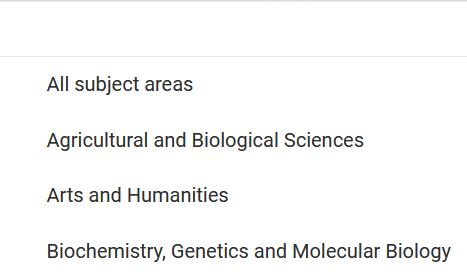 All subject areas
Agricultural and Biological Sciences
Arts and Humanities
Biochemistry, Genetics and Molecular Biology